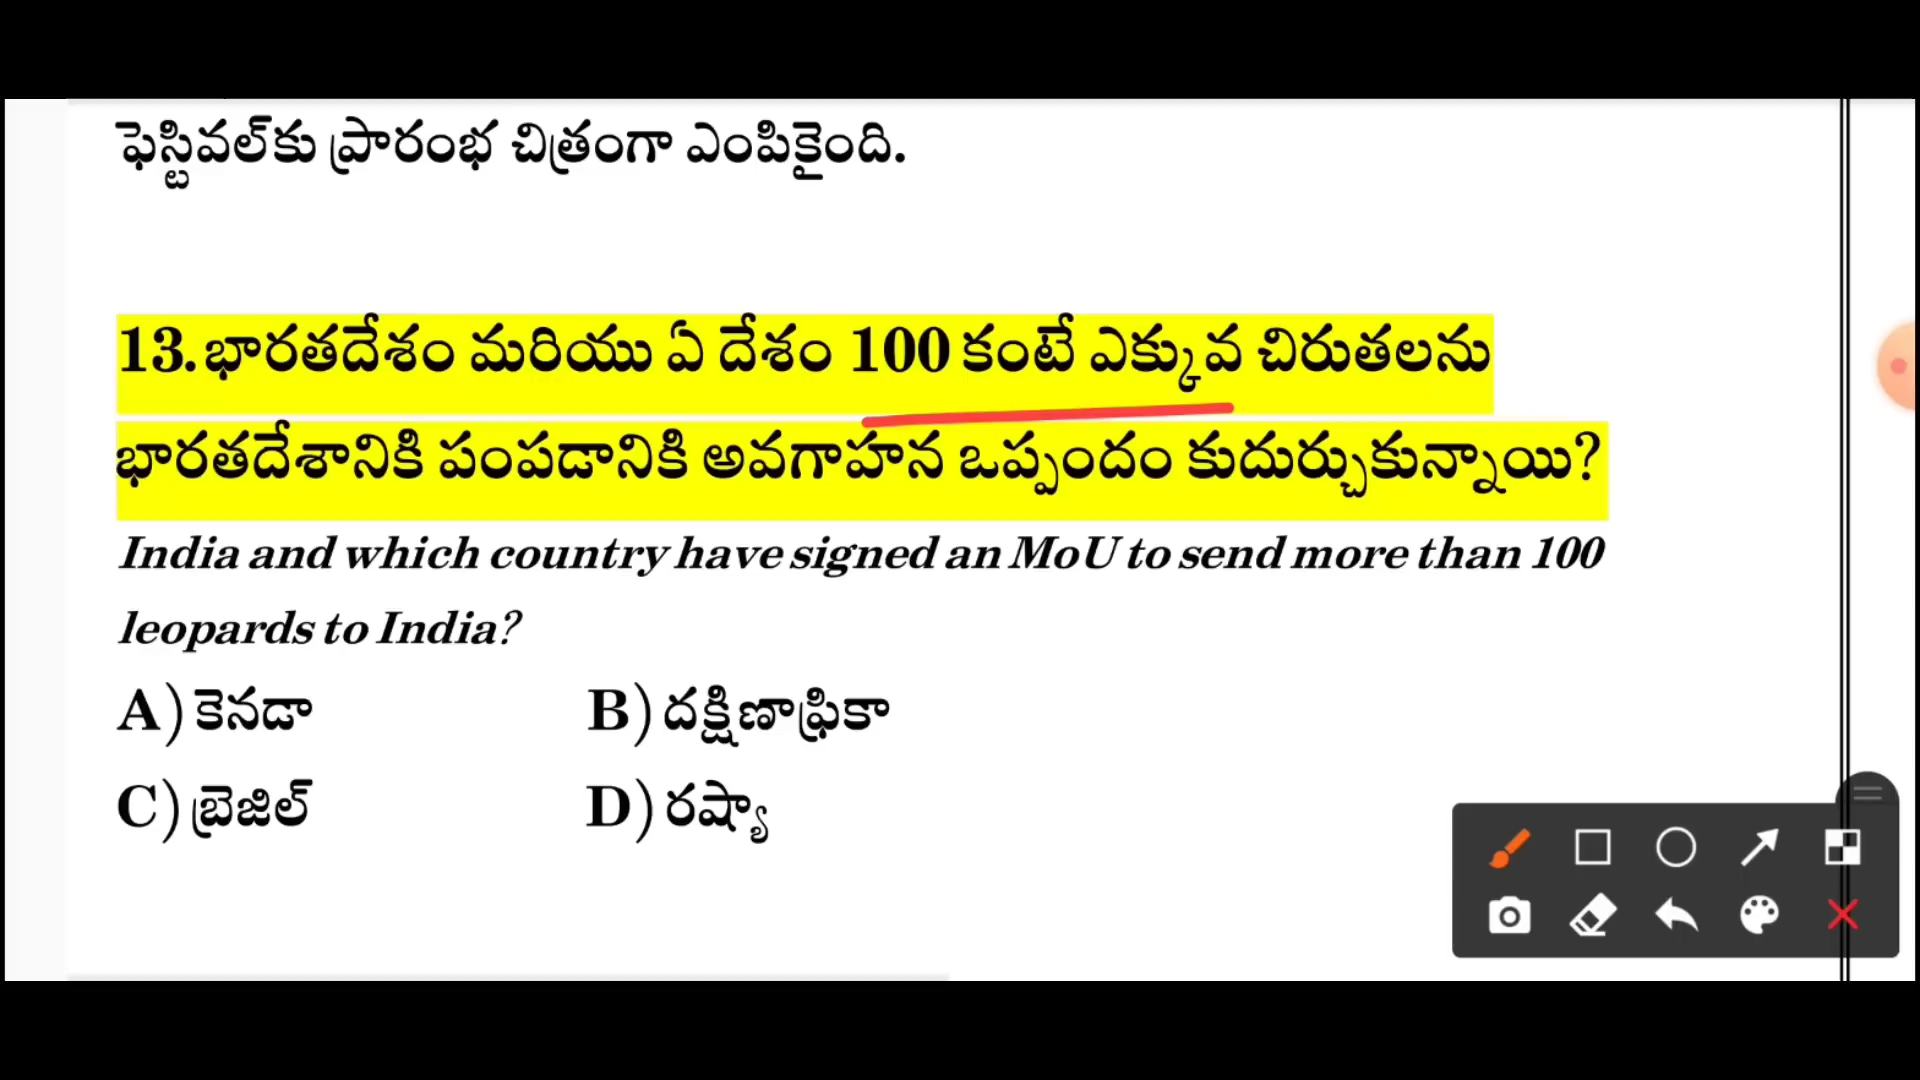 ఫెస్టివల్‌కు ప్రారంభ చిత్రంగా ఎంపికైంది.
13.భారతదేశం మరియు ఏ దేశం 100 కంటే ఎక్కువ చిరుతలను
భారతదేశానికి పంపడానికి అవగాహన ఒప్పందం కుదుర్చుకున్నాయి?
India and which country have signed an MoU to send more than 100
leopards to India?
A)కెనడా B)దక్షిణాఫ్రికా
C)బ్రెజిల్ D)రష్యా